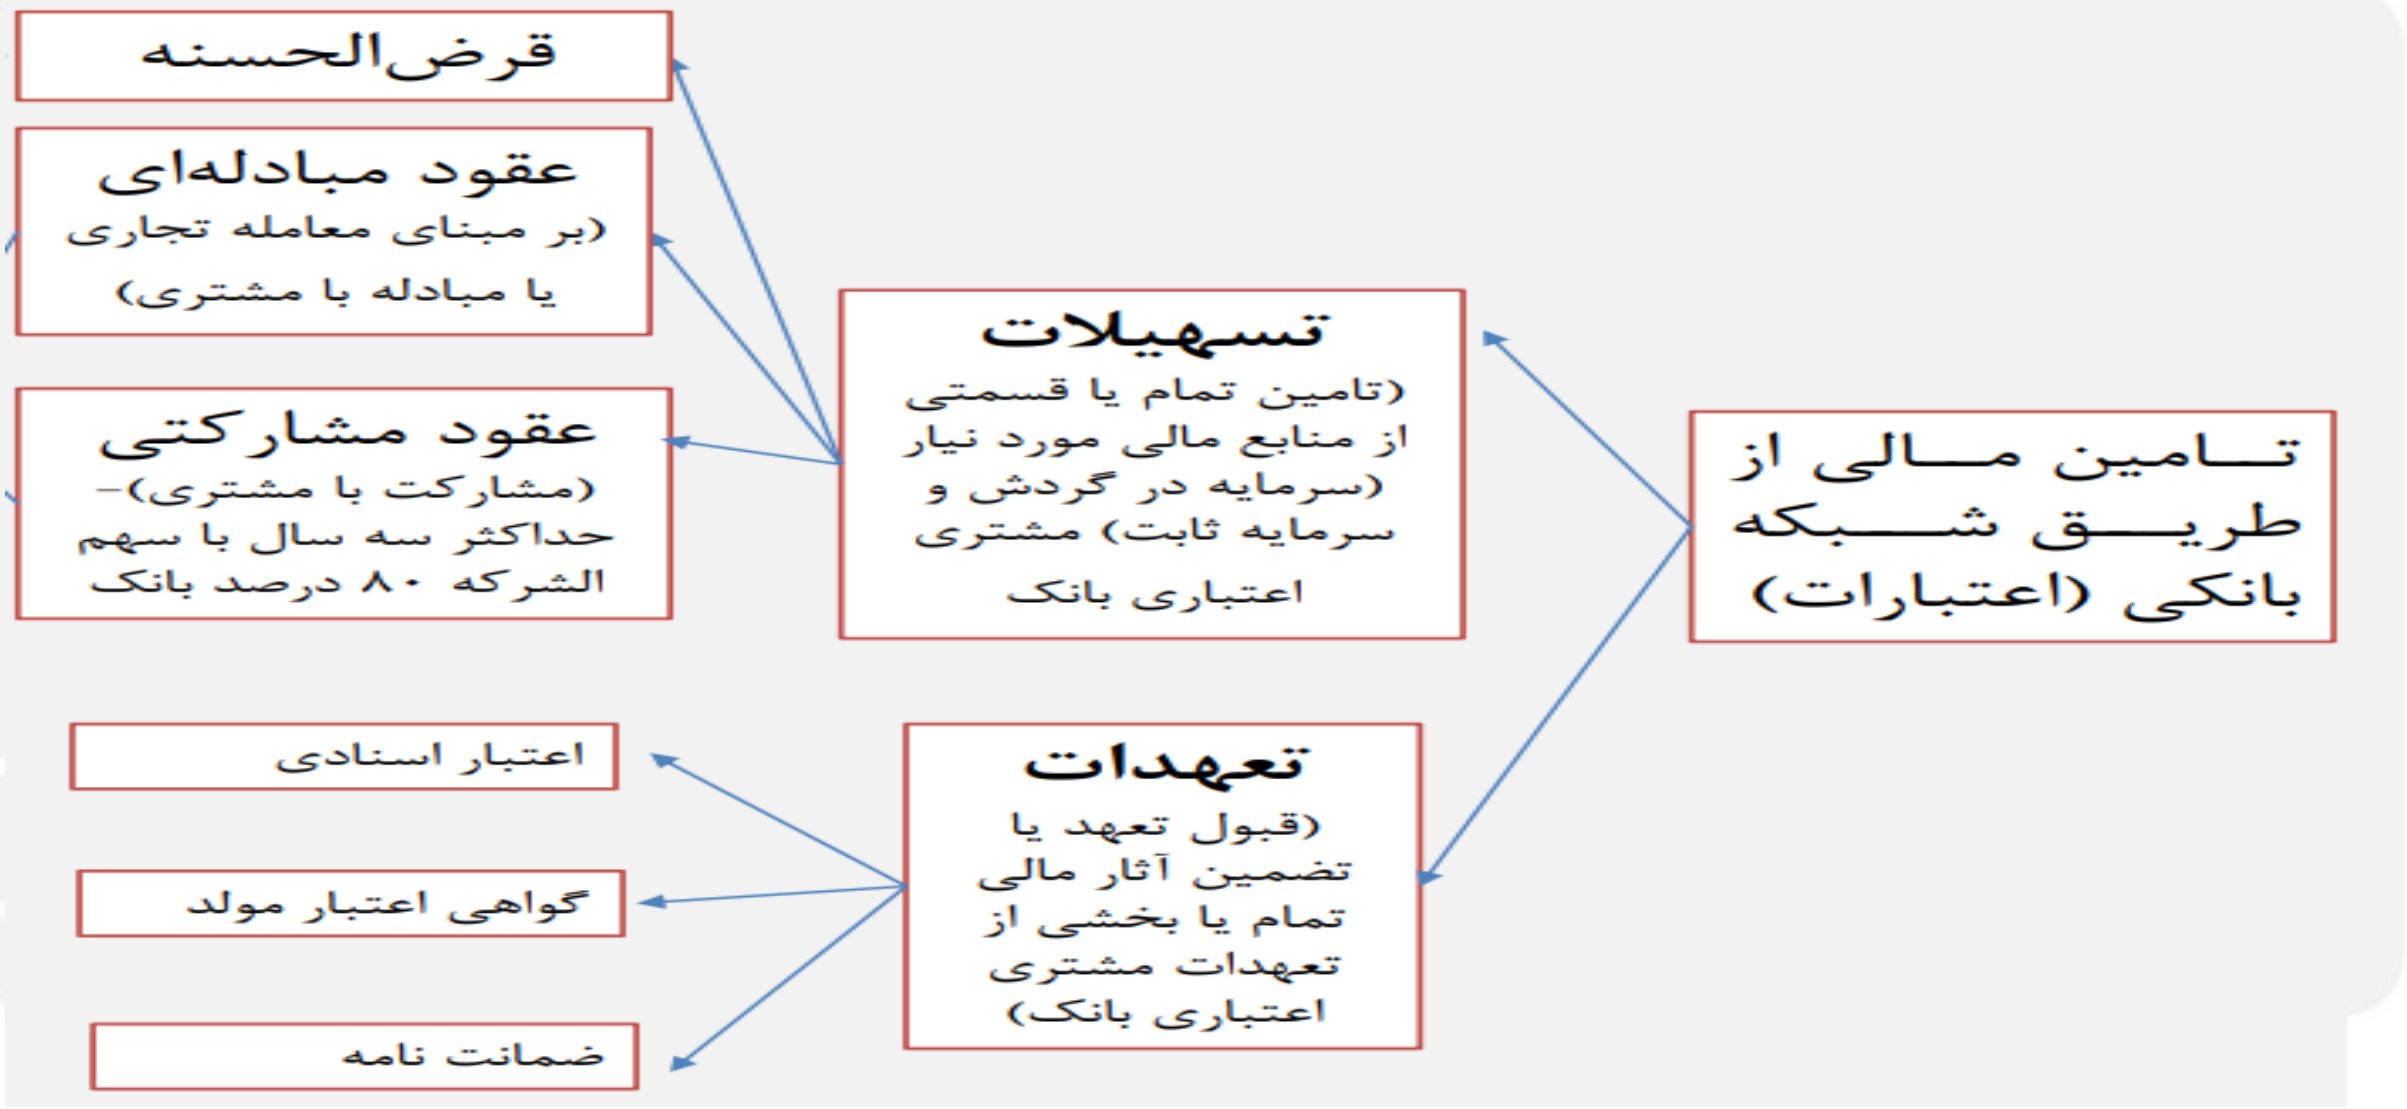 تامین مالی از
طریق شبکه
بانکی (اعتبارات)
تسهیلات
(تامین تمام یا قسمتی
از منابع مالی مورد نیار
(سرمایه در گردش و
سرمایه ثابت) مشتری
اعتباری بانک
قرض‌الحسنه
عقود مبادله‌ای
(بر مبنای معامله تجاری
یا مبادله با مشتری)
عقود مشارکتی
(مشارکت با مشتری)-
حداکثر سه سال با سهم
الشرکه ۸۰ درصد بانک
تعهدات
(قبول تعهد یا
تضمین آثار مالی
تمام یا بخشی از
تعهدات مشتری
اعتباری بانک)
اعتبار اسنادی
گواهی اعتبار مولد
ضمانت نامه